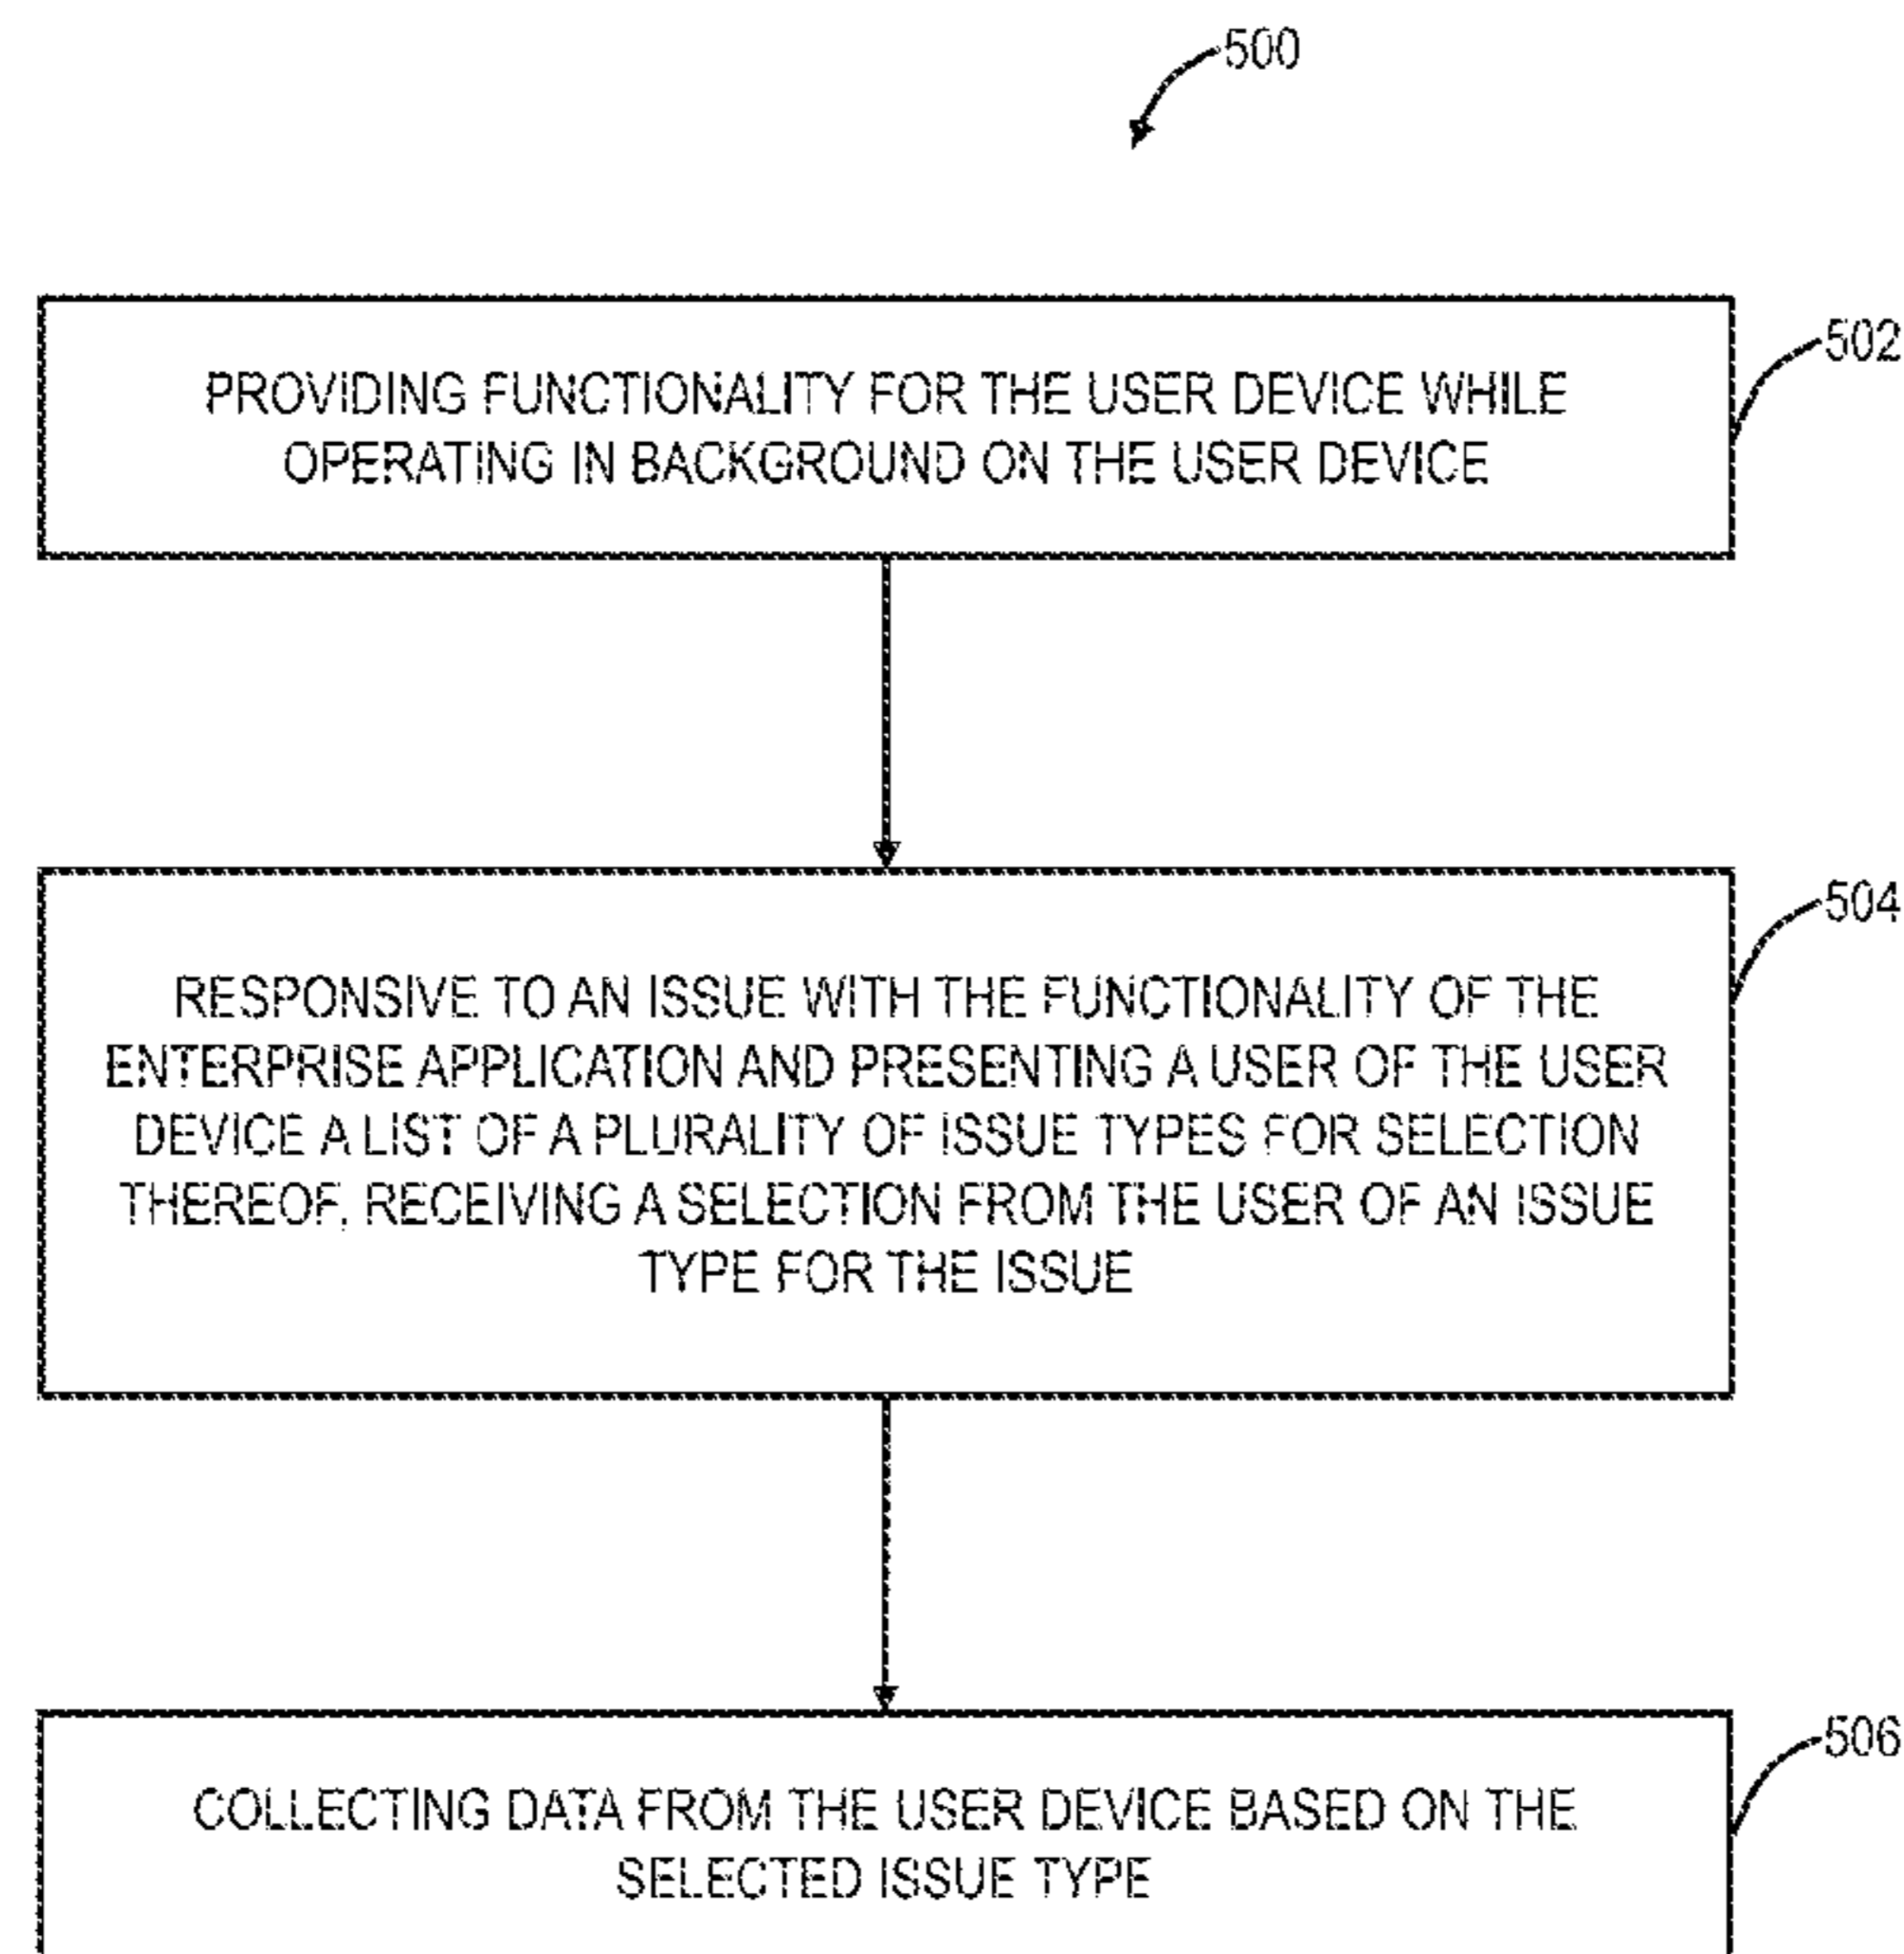 500
PROVIDING FUNCTIONALITY FOR THE USER DEVICE WHILE
OPERATING IN BACKGROUND ON THE USER DEVICE
502
RESPONSIVE TO AN ISSUE WITH THE FUNCTIONALITY OF THE
ENTERPRISE APPLICATION AND PRESENTING A USER OF THE USER
DEVICE A LIST OF A PLURALITY OF ISSUE TYPES FOR SELECTION
THEREOF, RECEIVING A SELECTION FROM THE USER OF AN ISSUE
TYPE FOR THE ISSUE
504
COLLECTING DATA FROM THE USER DEVICE BASED ON THE
SELECTED ISSUE TYPE
506